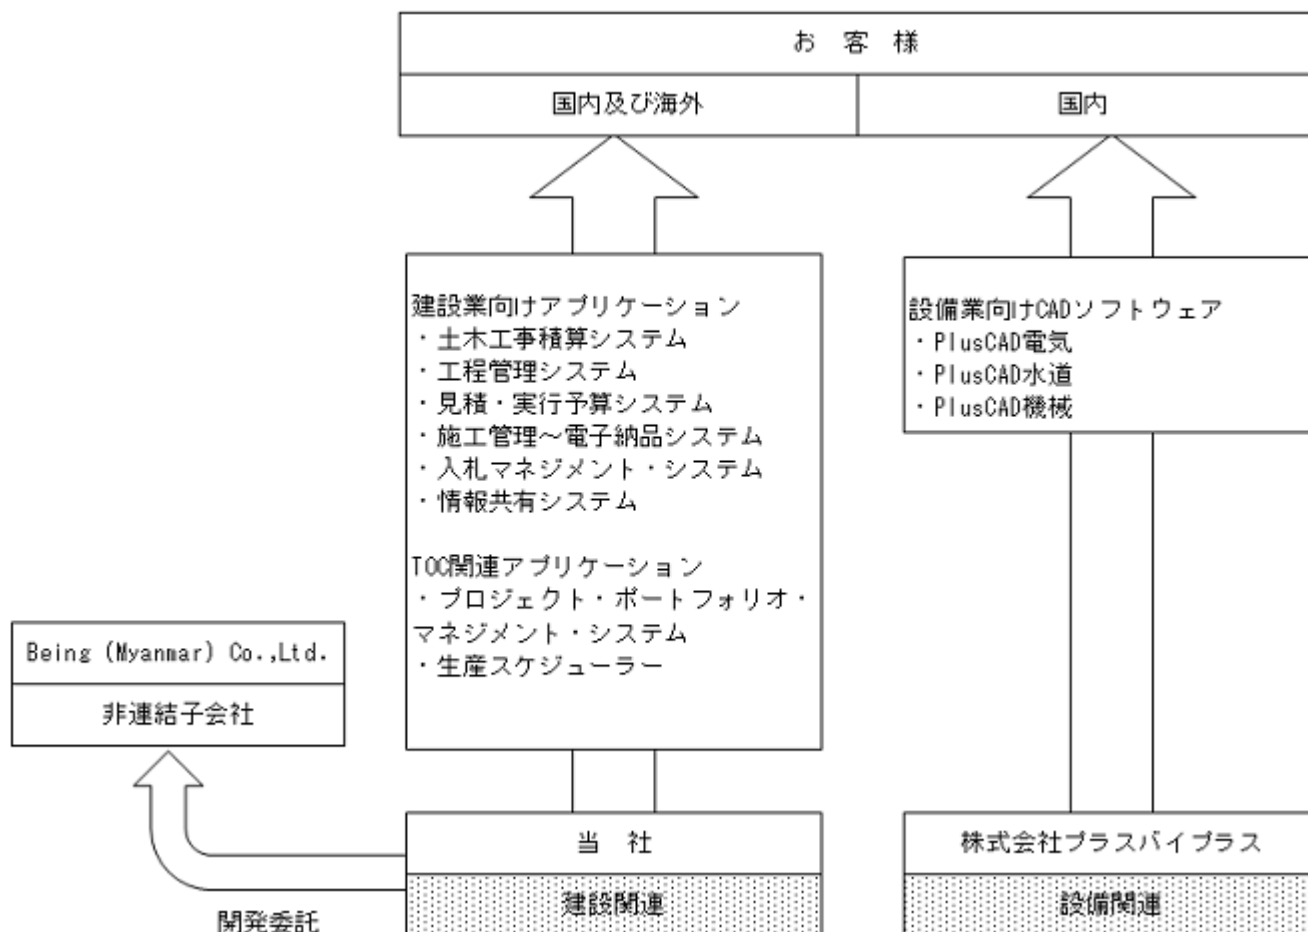 お 客 様
国内及び海外
国内
建設業向けアプリケーション
・土木工事積算システム
・工程管理システム
・見積・実行予算システム
・施工管理～電子納品システム
・入札マネジメント・システム
・情報共有システム
TOC関連アプリケーション
・プロジェクト・ポートフォリオ・
マネジメント・システム
・生産スケジューラー
設備業向けCADソフトウェア
・PlusCAD電気
・PlusCAD水道
・PlusCAD機械
Being (Myanmar) Co.,Ltd.
非連結子会社
当 社
建設関連
株式会社プラスバイプラス
設備関連
開発委託